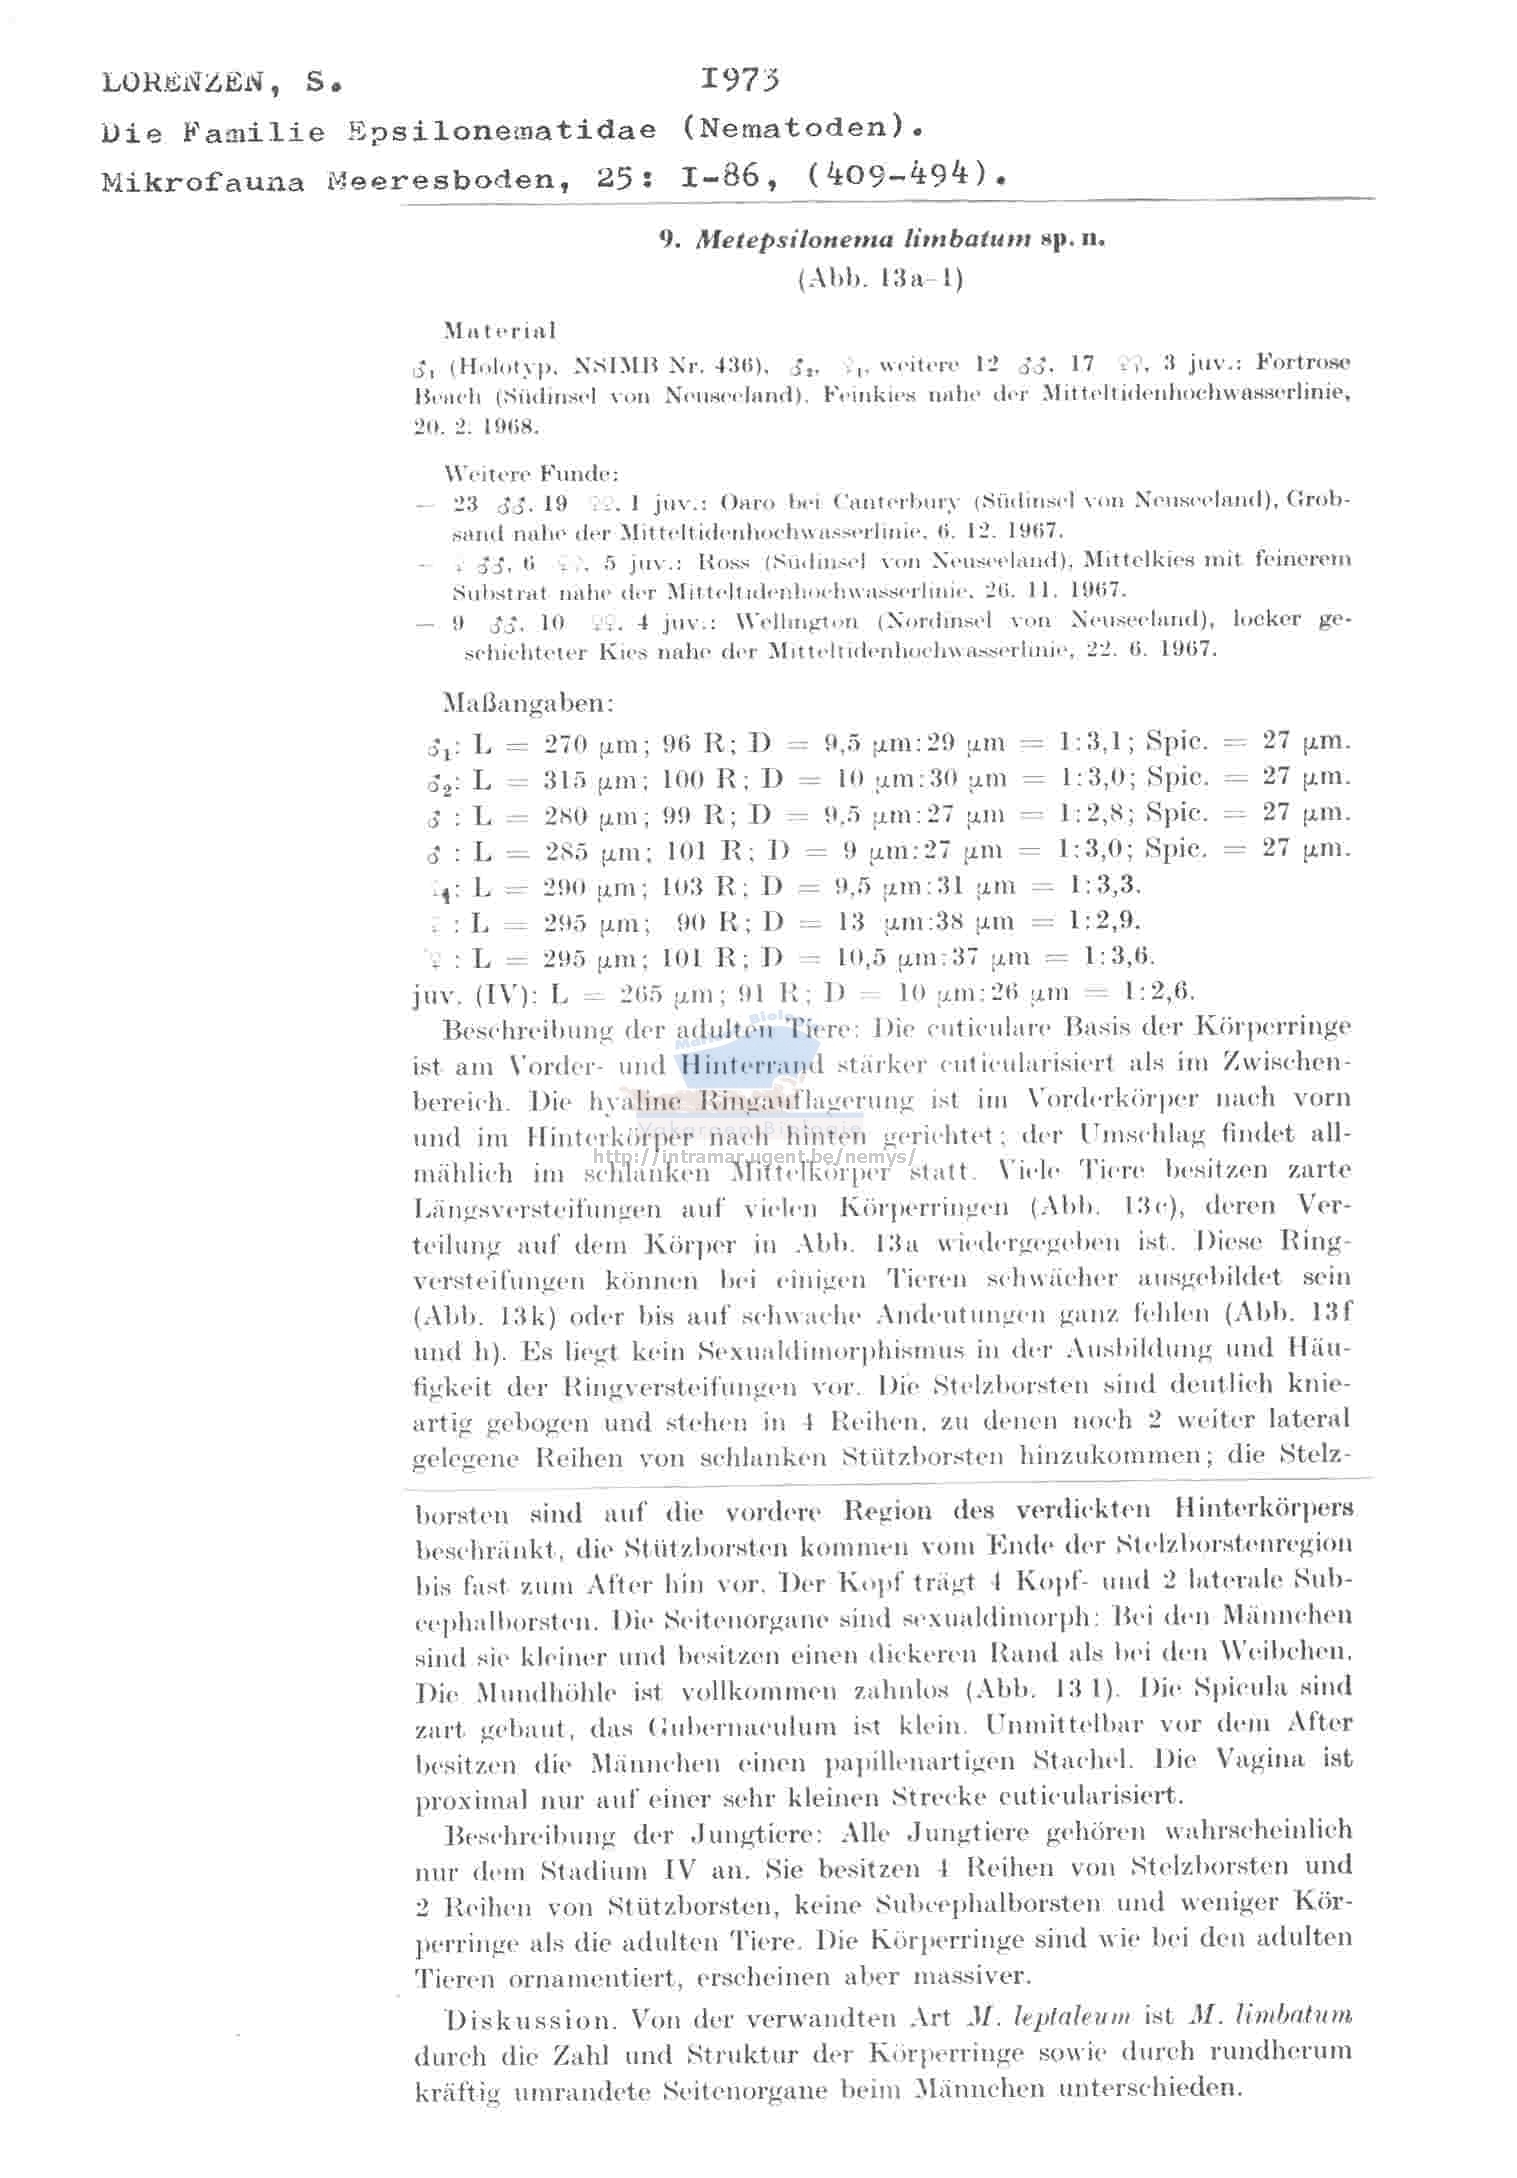 LORENZEN, S. 1973
Die Familie Epsilonematidae (Nematoden).
Mikrofauna Meeresboden, 25: I-86, (409-494).
9. Metepsilonema limbatum sp. n.
(Abb. 13a–l)
Material
♂₁ (Holotyp, NSIMB Nr. 436), ♂₂, ♀₁, weitere 12 ♂♂, 17 ♀♀, 3 juv.: Fortrose
Beach (Südinsel von Neuseeland), Feinkies nahe der Mitteltidenhochwasserlinie,
20. 2. 1968.
Weitere Funde:
— 23 ♂♂, 19 ♀♀, 1 juv.: Oaro bei Canterbury (Südinsel von Neuseeland), Grob-
sand nahe der Mitteltidenhochwasserlinie, 6. 12. 1967.
— ♂♂, 6 ♀♀, 5 juv.: Ross (Südinsel von Neuseeland), Mittelkies mit feinerem
Substrat nahe der Mitteltidenhochwasserlinie, 26. 11. 1967.
— 9 ♂♂, 10 ♀♀, 4 juv.: Wellington (Nordinsel von Neuseeland), locker ge-
schichteter Kies nahe der Mitteltidenhochwasserlinie, 22. 6. 1967.
Maßangaben:
♂₁: L = 270 μm; 96 R; D = 9,5 μm:29 μm = 1:3,1; Spic. = 27 μm.
♂₂: L = 315 μm; 100 R; D = 10 μm:30 μm = 1:3,0; Spic. = 27 μm.
♂ : L = 280 μm; 99 R; D = 9,5 μm:27 μm = 1:2,8; Spic. = 27 μm.
♂ : L = 285 μm; 101 R; D = 9 μm:27 μm = 1:3,0; Spic. = 27 μm.
♀₁: L = 290 μm; 103 R; D = 9,5 μm:31 μm = 1:3,3.
♀ : L = 295 μm; 90 R; D = 13 μm:38 μm = 1:2,9.
♀ : L = 295 μm; 101 R; D = 10,5 μm:37 μm = 1:3,6.
juv. (IV): L = 265 μm; 91 R; D = 10 μm:26 μm = 1:2,6.
Beschreibung der adulten Tiere: Die cuticulare Basis der Körperringe
ist am Vorder- und Hinterrand stärker cuticularisiert als im Zwischen-
bereich. Die hyaline Ringauflagerung ist im Vorderkörper nach vorn
und im Hinterkörper nach hinten gerichtet; der Umschlag findet all-
http://intramar.ugent.be/nemys/
mählich im schlanken Mittelkörper statt. Viele Tiere besitzen zarte
Längsversteifungen auf vielen Körperringen (Abb. 13c), deren Ver-
teilung auf dem Körper in Abb. 13a wiedergegeben ist. Diese Ring-
versteifungen können bei einigen Tieren schwächer ausgebildet sein
(Abb. 13k) oder bis auf schwache Andeutungen ganz fehlen (Abb. 13f
und h). Es liegt kein Sexualdimorphismus in der Ausbildung und Häu-
figkeit der Ringversteifungen vor. Die Stelzborsten sind deutlich knie-
artig gebogen und stehen in 4 Reihen, zu denen noch 2 weiter lateral
gelegene Reihen von schlanken Stützborsten hinzukommen; die Stelz-
borsten sind auf die vordere Region des verdickten Hinterkörpers
beschränkt, die Stützborsten kommen vom Ende der Stelzborstenregion
bis fast zum After hin vor. Der Kopf trägt 4 Kopf- und 2 laterale Sub-
cephalborsten. Die Seitenorgane sind sexualdimorph: Bei den Männchen
sind sie kleiner und besitzen einen dickeren Rand als bei den Weibchen.
Die Mundhöhle ist vollkommen zahnlos (Abb. 13 l). Die Spicula sind
zart gebaut, das Gubernaculum ist klein. Unmittelbar vor dem After
besitzen die Männchen einen papillenartigen Stachel. Die Vagina ist
proximal nur auf einer sehr kleinen Strecke cuticularisiert.
Beschreibung der Jungtiere: Alle Jungtiere gehören wahrscheinlich
nur dem Stadium IV an. Sie besitzen 4 Reihen von Stelzborsten und
2 Reihen von Stützborsten, keine Subcephalborsten und weniger Kör-
perringe als die adulten Tiere. Die Körperringe sind wie bei den adulten
Tieren ornamentiert, erscheinen aber massiver.
Diskussion. Von der verwandten Art M. leptaleum ist M. limbatum
durch die Zahl und Struktur der Körperringe sowie durch rundherum
kräftig umrandete Seitenorgane beim Männchen unterschieden.